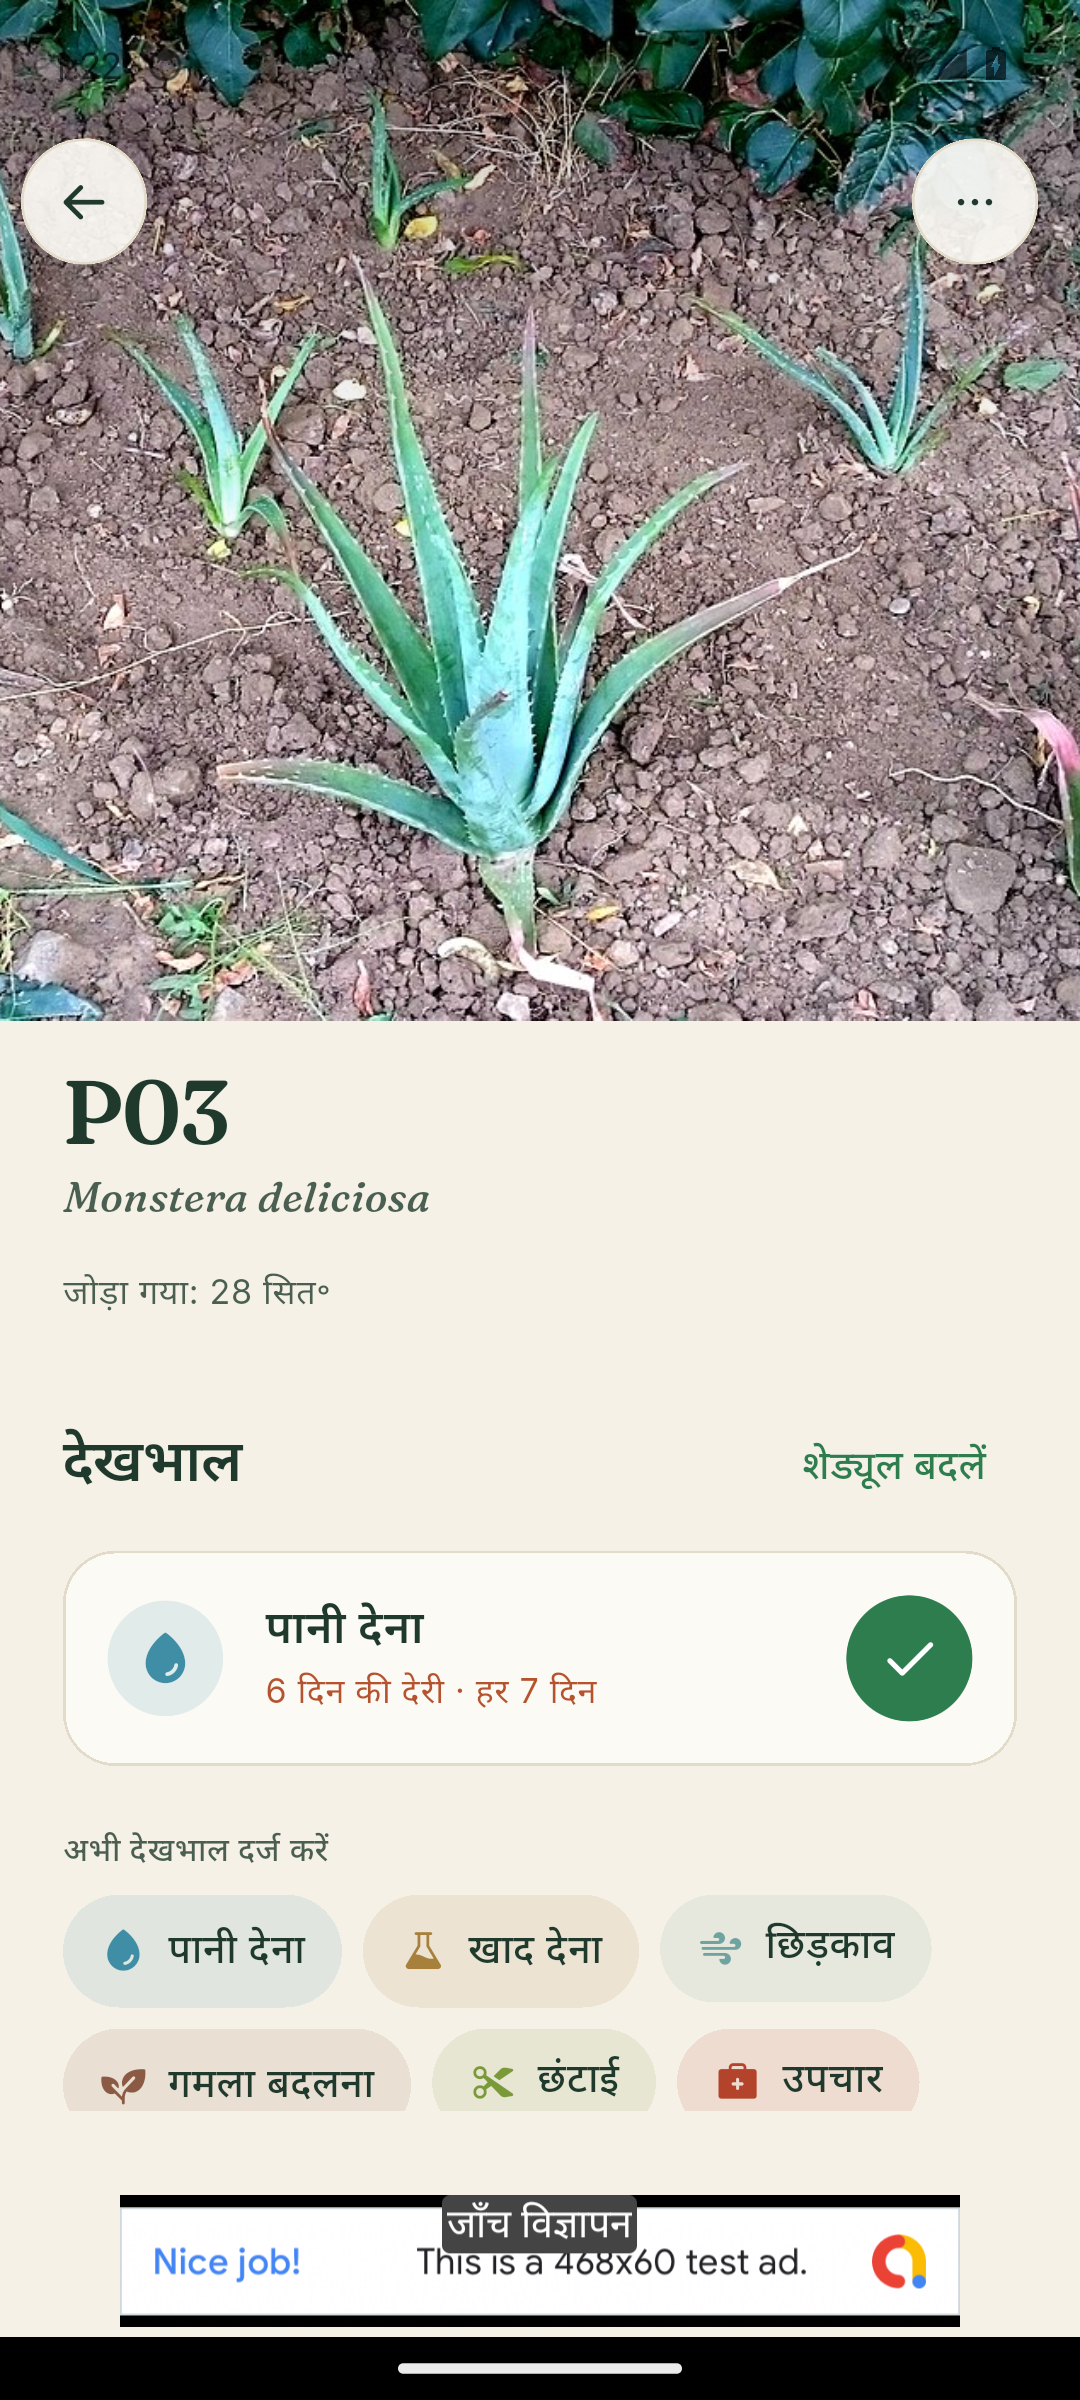 P03
Monstera deliciosa
जोड़ा गया: 28 सित॰
देखभाल
शेड्यूल बदलें
पानी देना
6 दिन की देरी · हर 7 दिन
अभी देखभाल दर्ज करें
पानी देना
खाद देना
छिड़काव
गमला बदलना
छंटाई
उपचार
जाँच विज्ञापन
Nice job!
This is a 468x60 test ad.